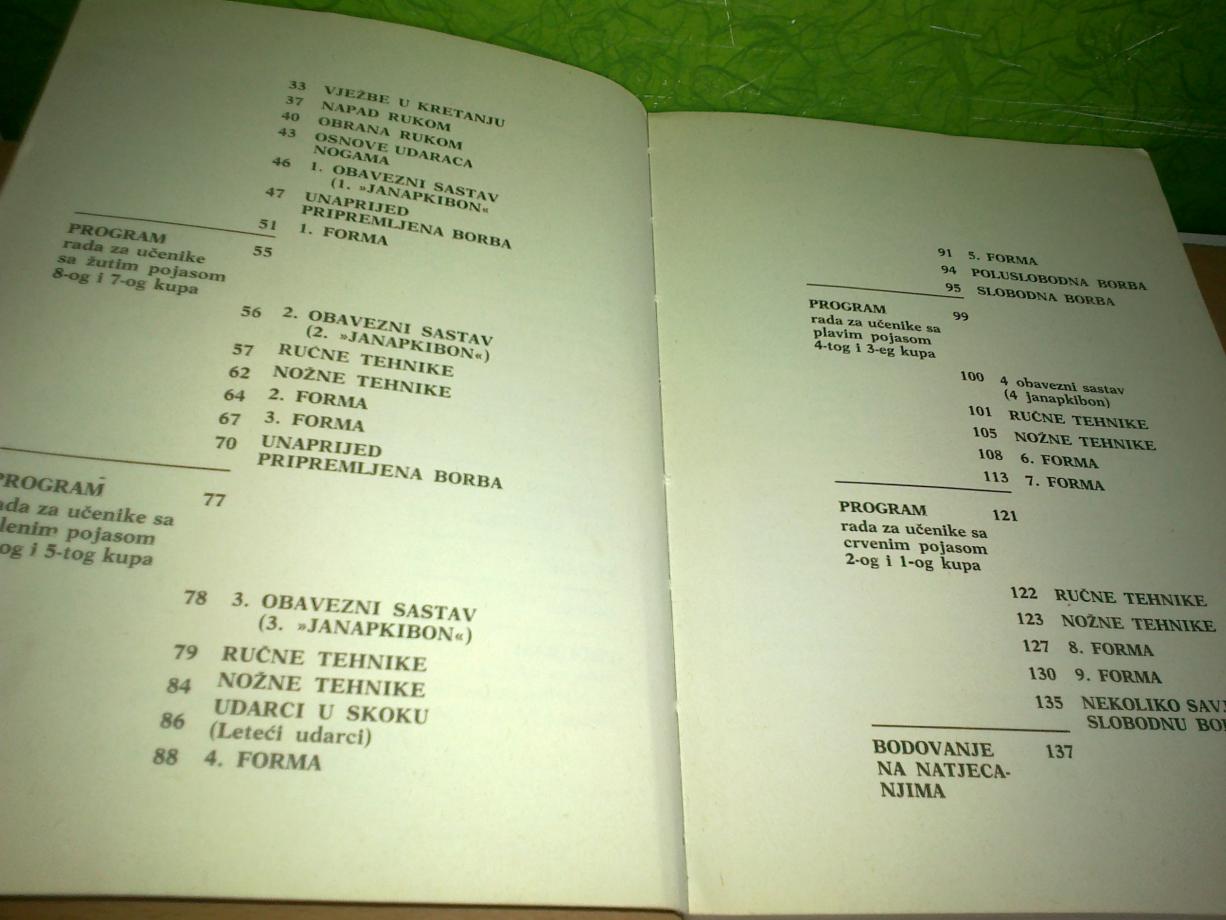 33 VJEŽBE U KRETANJU
37 NAPAD RUKOM
40 OBRANA RUKOM
43 OSNOVE UDARACA
NOGAMA
46 1. OBAVEZNI SASTAV
(1. »JANAPKIBON«
47 UNAPRIJED
PRIPREMLJENA BORBA
51 1. FORMA
PROGRAM 55
rada za učenike
sa žutim pojasom
8-og i 7-og kupa
56 2. OBAVEZNI SASTAV
(2. »JANAPKIBON«)
57 RUČNE TEHNIKE
62 NOŽNE TEHNIKE
64 2. FORMA
67 3. FORMA
70 UNAPRIJED
PRIPREMLJENA BORBA
PROGRAM 77
za učenike sa
pojasom
i 5-tog kupa
78 3. OBAVEZNI SASTAV
(3. »JANAPKIBON«)
79 RUČNE TEHNIKE
84 NOŽNE TEHNIKE
86 UDARCI U SKOKU
(Leteći udarci)
88 4. FORMA
91 5. FORMA
94 POLUSLOBODNA BORBA
95 SLOBODNA BORBA
PROGRAM 99
rada za učenike sa
plavim pojasom
4-tog i 3-eg kupa
100 4 obavezni sastav
(4 janapkibon)
101 RUČNE TEHNIKE
105 NOŽNE TEHNIKE
108 6. FORMA
113 7. FORMA
PROGRAM 121
rada za učenike sa
crvenim pojasom
2-og i 1-og kupa
122 RUČNE TEHNIKE
123 NOŽNE TEHNIKE
127 8. FORMA
130 9. FORMA
135 NEKOLIKO
SLOBODNU
BODOVANJE 137
NA NATJECA-
NJIMA